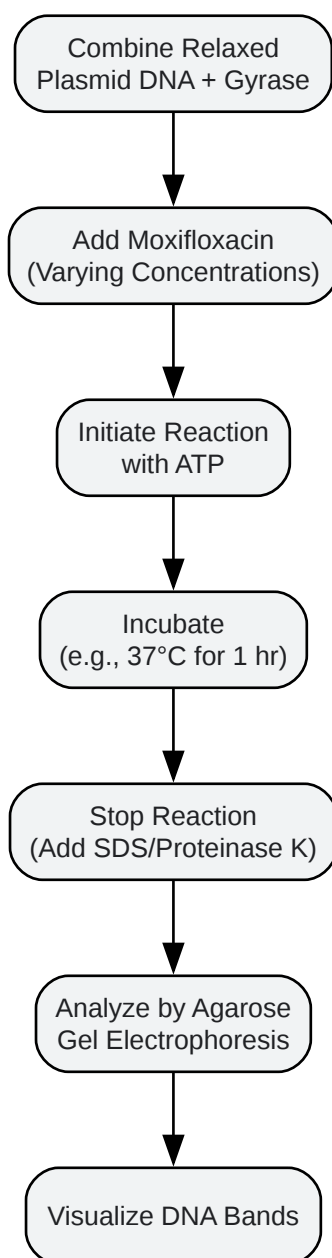 Combine Relaxed
Plasmid DNA + Gyrase
Add Moxifloxacin
(Varying Concentrations)
Initiate Reaction
with ATP
Incubate
(e.g., 37°C for 1 hr)
Stop Reaction
(Add SDS/Proteinase K)
Analyze by Agarose
Gel Electrophoresis
Visualize DNA Bands